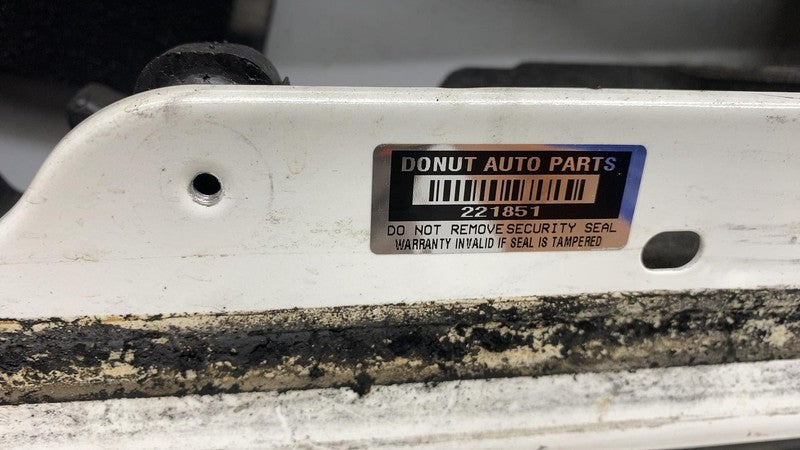 DONUT AUTO PARTS
221851
DO NOT REMOVE SECURITY SEAL
WARRANTY INVALID IF SEAL IS TAMPERED